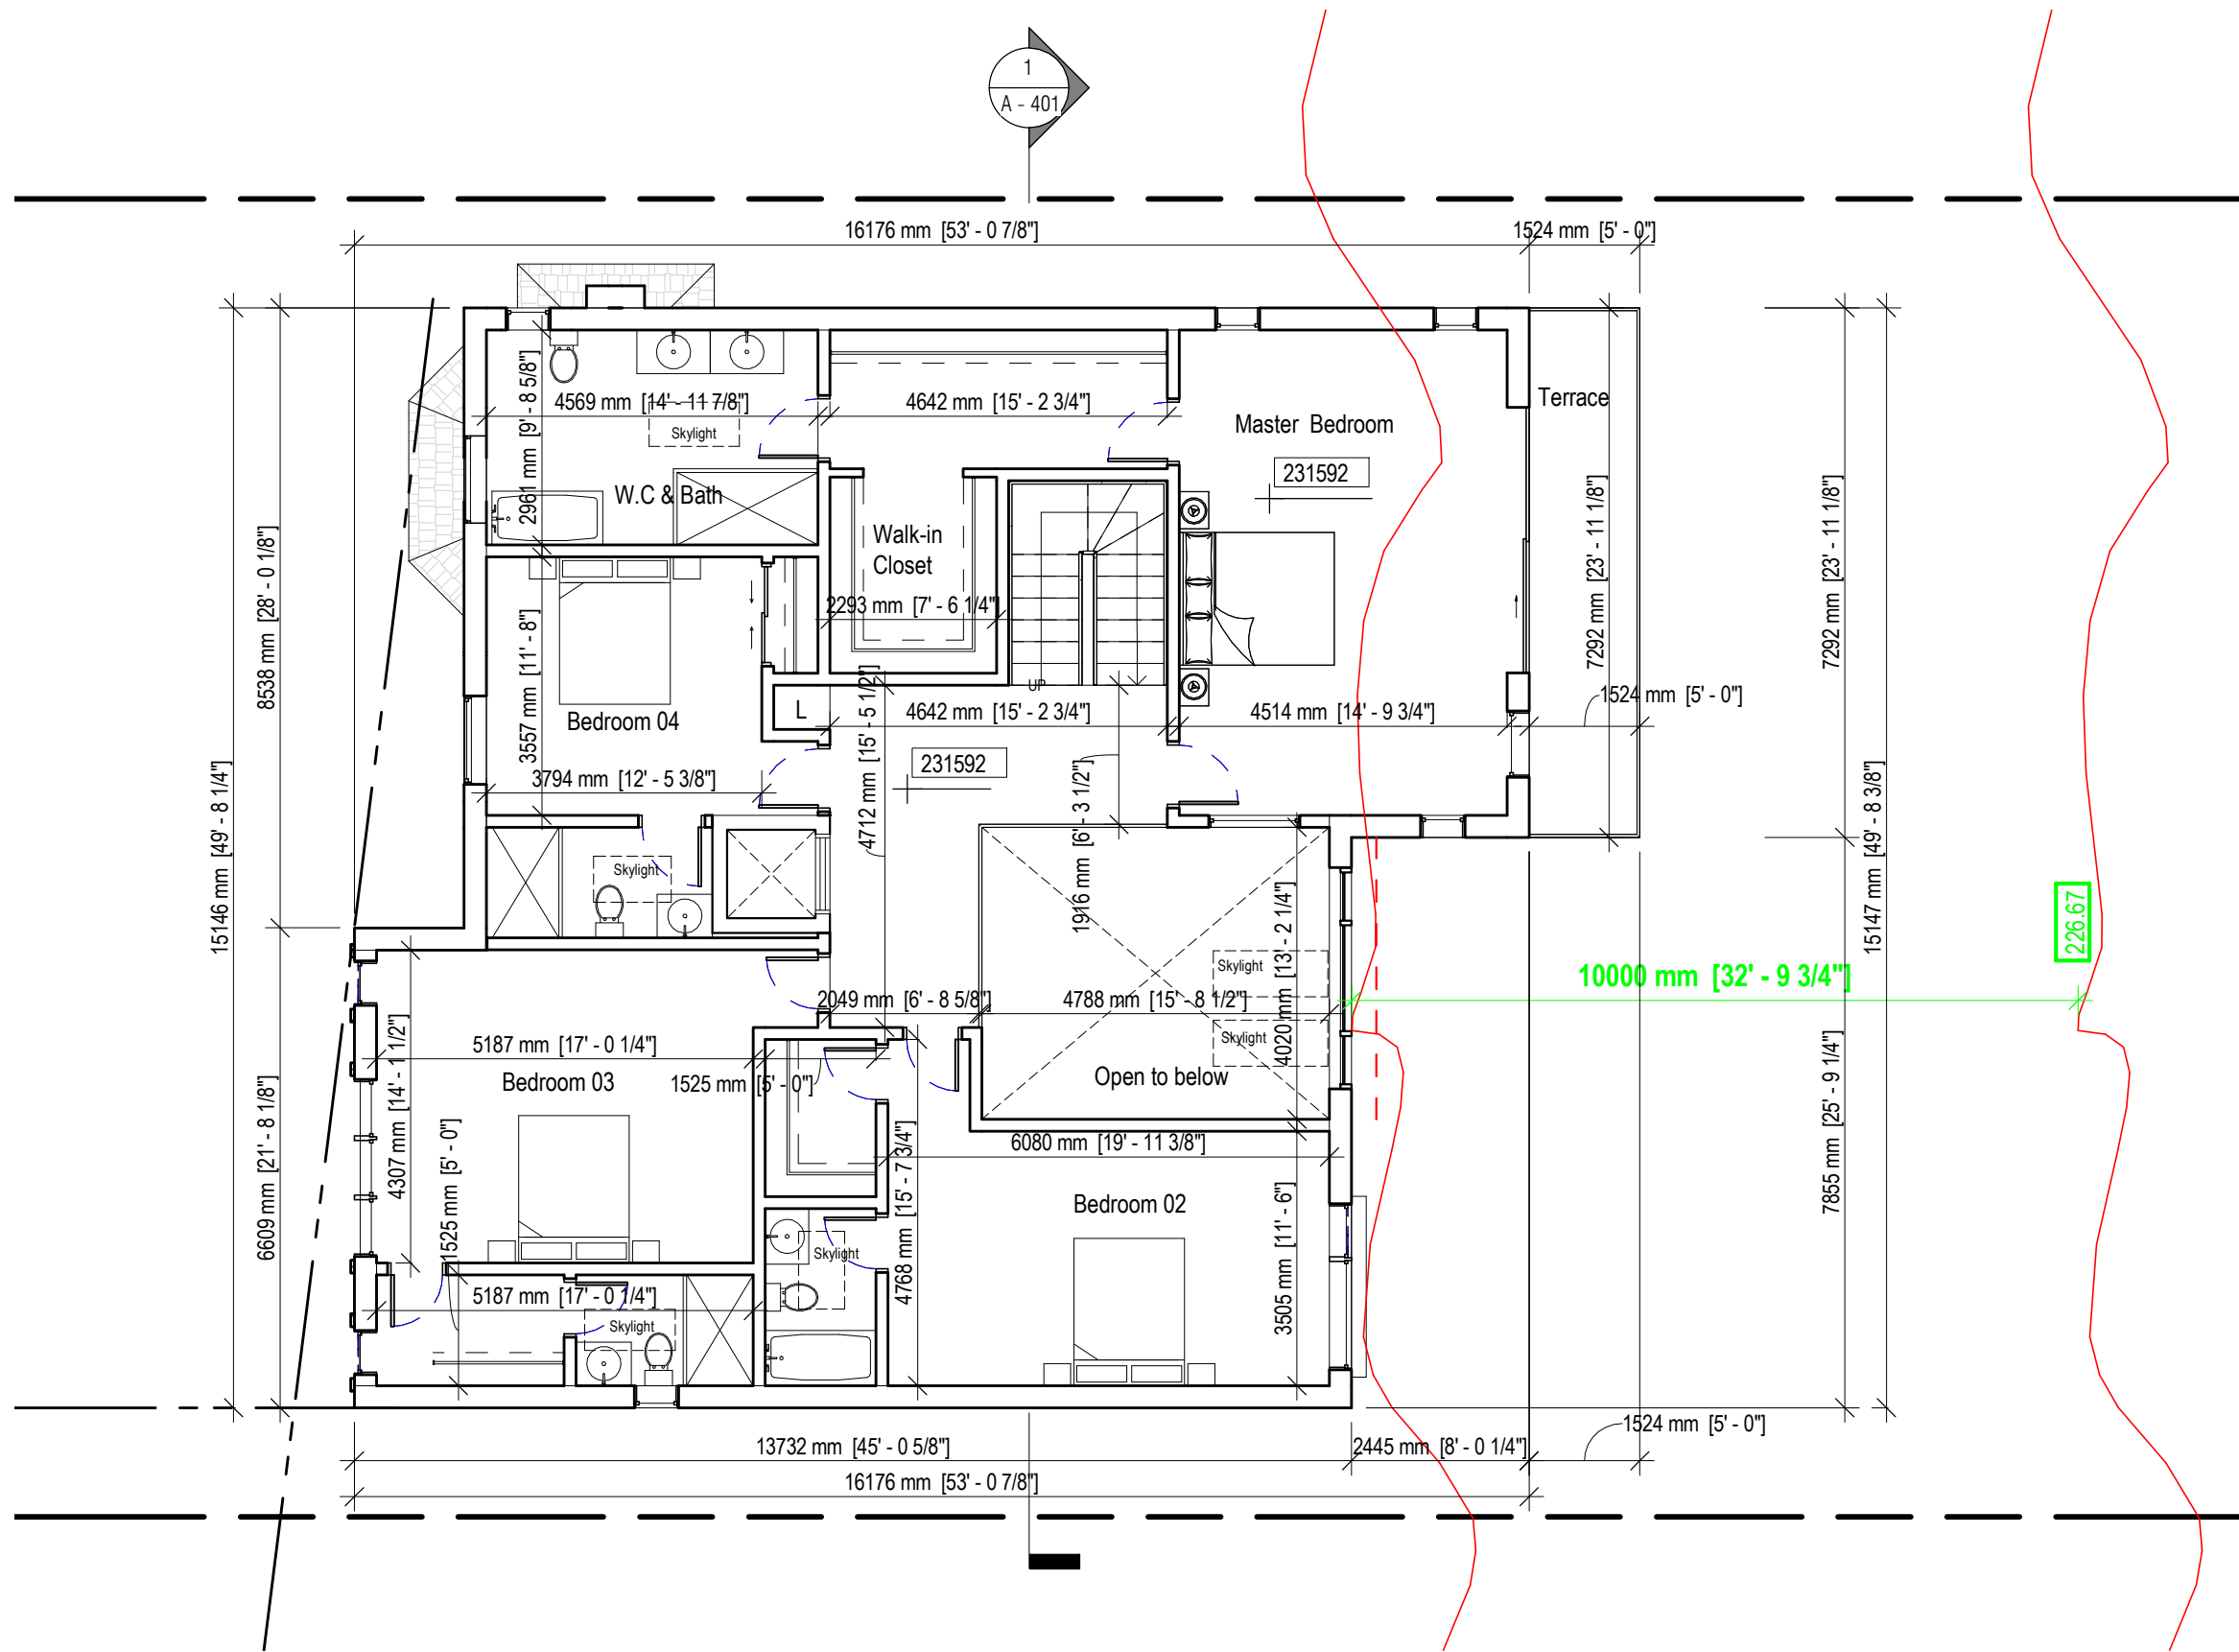 1
A - 401
16176 mm [53' - 0 7/8"]
1524 mm [5' - 0"]
Terrace
4569 mm [14' - 11 7/8"]
4642 mm [15' - 2 3/4"]
Skylight
Master Bedroom
231592
2961 mm [9' - 8 5/8"]
W.C & Bath
Walk-in
Closet
2293 mm [7' - 6 1/4"]
8538 mm [28' - 0 1/8"]
7292 mm [23' - 11 1/8"]
7292 mm [23' - 11 1/8"]
3557 mm [11' - 8"]
UP
1524 mm [5' - 0"]
L
Bedroom 04
4642 mm [15' - 2 3/4"]
4514 mm [14' - 9 3/4"]
4712 mm [15' - 5 1/2"]
231592
3794 mm [12' - 5 3/8"]
1916 mm [6' - 3 1/2"]
15146 mm [49' - 8 1/4"]
15147 mm [49' - 8 3/8"]
Skylight
226.67
10000 mm [32' - 9 3/4"]
Skylight
2049 mm [6' - 8 5/8"]
4788 mm [15' - 8 1/2"]
4020 mm [13' - 2 1/4"]
Skylight
5187 mm [17' - 0 1/4"]
Bedroom 03
1525 mm [5' - 0"]
Open to below
4307 mm [14' - 1 1/2"]
6080 mm [19' - 11 3/8"]
6609 mm [21' - 8 1/8"]
1525 mm [5' - 0"]
4768 mm [15' - 7 3/4"]
Bedroom 02
7855 mm [25' - 9 1/4"]
3505 mm [11' - 6"]
Skylight
5187 mm [17' - 0 1/4"]
Skylight
1524 mm [5' - 0"]
13732 mm [45' - 0 5/8"]
2445 mm [8' - 0 1/4"]
16176 mm [53' - 0 7/8"]